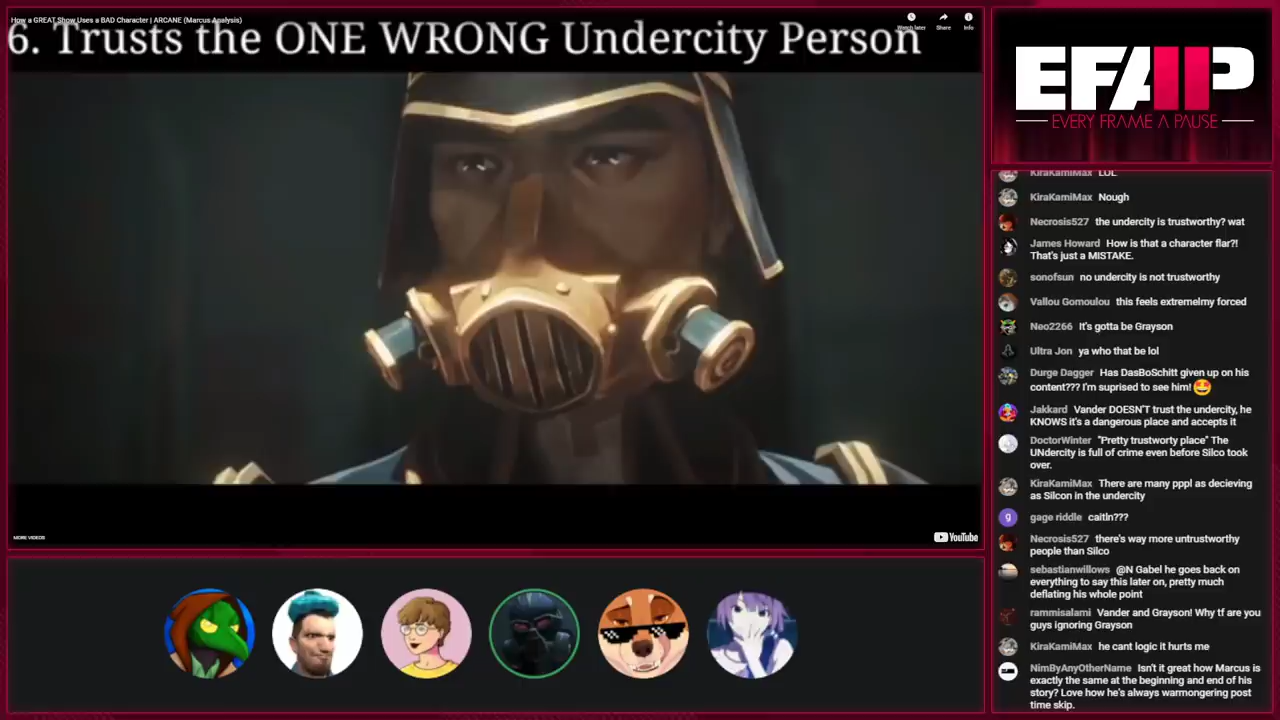 How a GREAT Show Uses a BAD Character | ARCANE (Marcus Analysis)
Watch later
Share
Info
6. Trusts the ONE WRONG Undercity Person
MORE VIDEOS
YouTube
EFAP
EVERY FRAME A PAUSE
KiraKamiMax LOL
KiraKamiMax Nough
Necrosis527 the undercity is trustworthy? wat
James Howard How is that a character flar?!
That's just a MISTAKE.
sonofsun no undercity is not trustworthy
Vallou Gomoulou this feels extremelmy forced
Neo2266 It's gotta be Grayson
Ultra Jon ya who that be lol
Durge Dagger Has DasBoSchitt given up on his
content??? I'm suprised to see him! 🤩
Jakkard Vander DOESN'T trust the undercity, he
KNOWS it's a dangerous place and accepts it
DoctorWinter "Pretty trustworty place" The
UNdercity is full of crime even before Silco took
over.
KiraKamiMax There are many pppl as decieving
as Silcon in the undercity
g
gage riddle caitln???
Necrosis527 there's way more untrustworthy
people than Silco
sebastianwillows @N Gabel he goes back on
everything to say this later on, pretty much
deflating his whole point
rammisalami Vander and Grayson! Why tf are you
guys ignoring Grayson
KiraKamiMax he cant logic it hurts me
NimByAnyOtherName Isn't it great how Marcus is
exactly the same at the beginning and end of his
story? Love how he's always warmongering post
time skip.